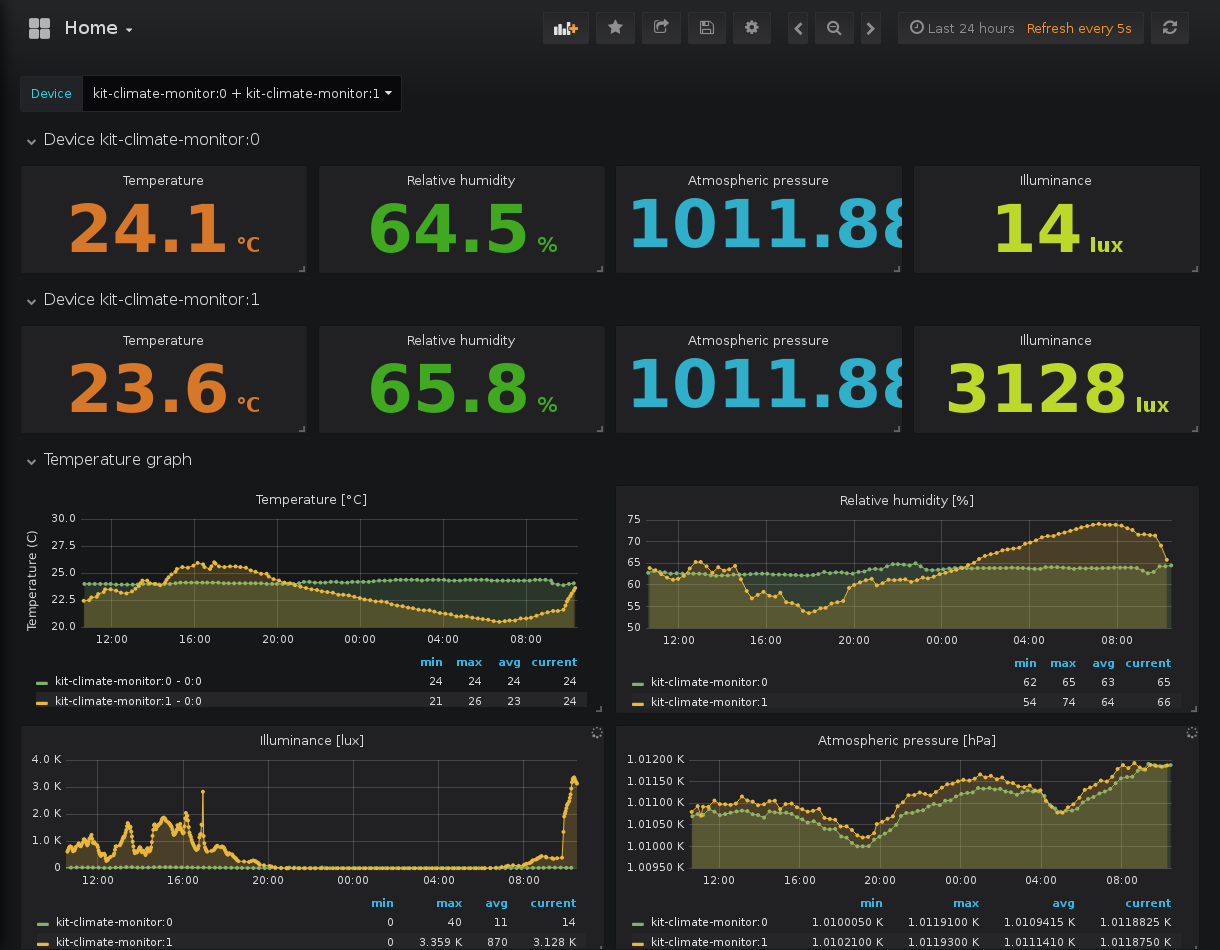 Home
Last 24 hours Refresh every 5s
Device kit-climate-monitor:0 + kit-climate-monitor:1
Device kit-climate-monitor:0
Temperature Relative humidity Atmospheric pressure Illuminance
24.1 °C 64.5 % 1011.88 14 lux
Device kit-climate-monitor:1
Temperature Relative humidity Atmospheric pressure Illuminance
23.6 °C 65.8 % 1011.88 3128 lux
Temperature graph
Temperature [°C]
Temperature (C)
30.0
27.5
25.0
22.5
20.0
12:00 16:00 20:00 00:00 04:00 08:00
min max avg current
kit-climate-monitor:0 - 0:0 24 24 24 24
kit-climate-monitor:1 - 0:0 21 26 23 24
Relative humidity [%]
75
70
65
60
55
50
12:00 16:00 20:00 00:00 04:00 08:00
min max avg current
kit-climate-monitor:0 62 65 63 65
kit-climate-monitor:1 54 74 64 66
Illuminance [lux]
4.0 K
3.0 K
2.0 K
1.0 K
0
12:00 16:00 20:00 00:00 04:00 08:00
min max avg current
kit-climate-monitor:0 0 40 11 14
kit-climate-monitor:1 0 3.359 K 870 3.128 K
Atmospheric pressure [hPa]
1.01200 K
1.01150 K
1.01100 K
1.01050 K
1.01000 K
1.00950 K
12:00 16:00 20:00 00:00 04:00 08:00
min max avg current
kit-climate-monitor:0 1.0100050 K 1.0119100 K 1.0109415 K 1.0118825 K
kit-climate-monitor:1 1.0102100 K 1.0119300 K 1.0111410 K 1.0118750 K